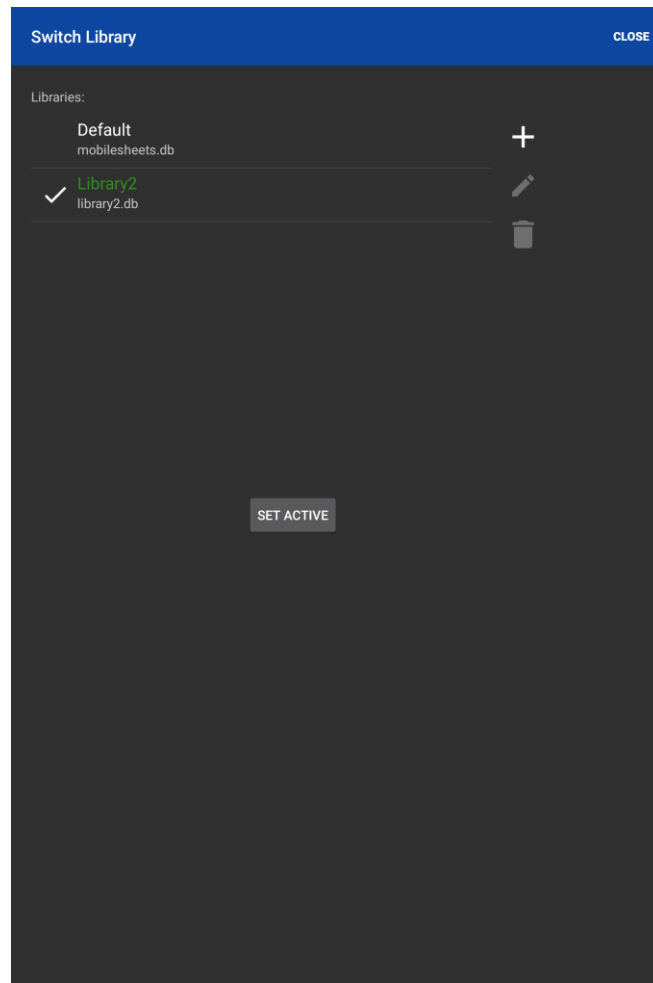 Switch Library
CLOSE
Libraries:
Default
mobilesheets.db
Library2
library2.db
SET ACTIVE